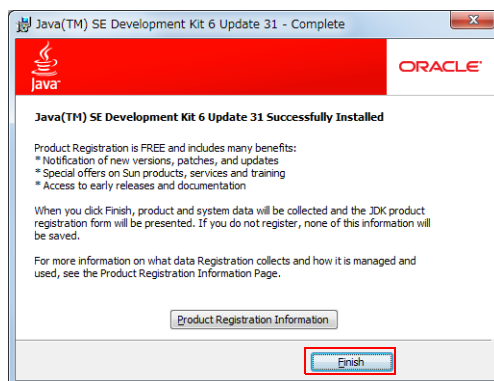 Java(TM) SE Development Kit 6 Update 31 - Complete
Java™
ORACLE®
Java(TM) SE Development Kit 6 Update 31 Successfully Installed
Product Registration is FREE and includes many benefits:
* Notification of new versions, patches, and updates
* Special offers on Sun products, services and training
* Access to early releases and documentation
When you click Finish, product and system data will be collected and the JDK product
registration form will be presented. If you do not register, none of this information will
be saved.
For more information on what data Registration collects and how it is managed and
used, see the Product Registration Information Page.
Product Registration Information
Finish